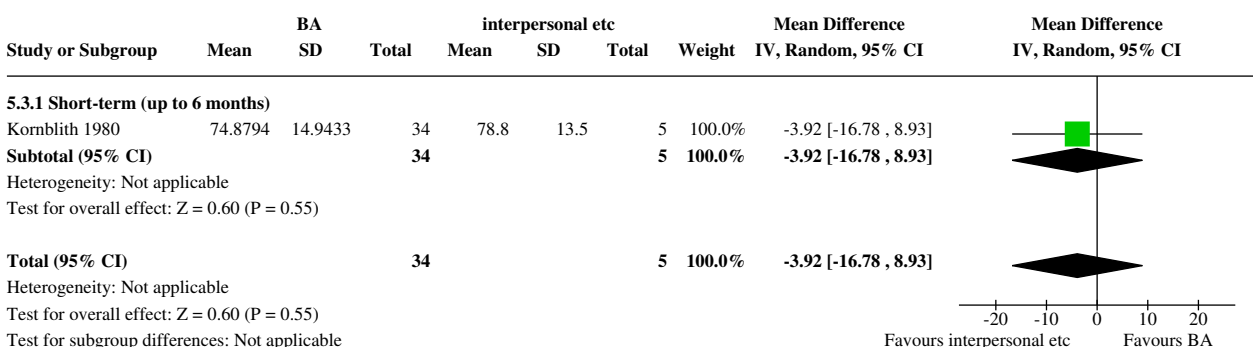 BA interpersonal etc Mean Difference Mean Difference
Study or Subgroup Mean SD Total Mean SD Total Weight IV, Random, 95% CI IV, Random, 95% CI
5.3.1 Short-term (up to 6 months)
Kornblith 1980 74.8794 14.9433 34 78.8 13.5 5 100.0% -3.92 [-16.78 , 8.93]
Subtotal (95% CI) 34 5 100.0% -3.92 [-16.78 , 8.93]
Heterogeneity: Not applicable
Test for overall effect: Z = 0.60 (P = 0.55)
Total (95% CI) 34 5 100.0% -3.92 [-16.78 , 8.93]
Heterogeneity: Not applicable
Test for overall effect: Z = 0.60 (P = 0.55)
-20 -10 0 10 20
Test for subgroup differences: Not applicable Favours interpersonal etc Favours BA